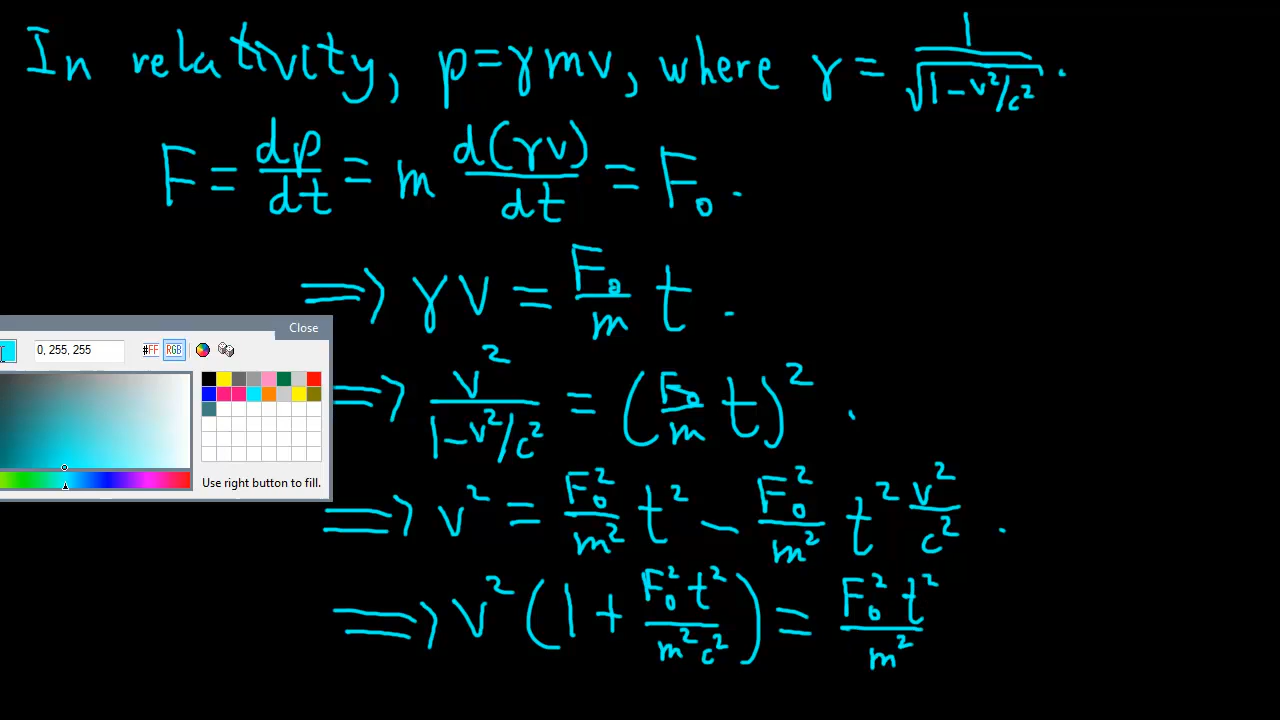 In relativity, p=γmv, where γ = 1/√(1-v²/c²).
F = dp/dt = m d(γv)/dt = F₀.
⟹ γv = F₀/m t.
Close
0, 255, 255
#FF RGB
⟹ v²/(1-v²/c²) = (F₀/m t)².
Use right button to fill.
⟹ v² = F₀²/m² t² - F₀²/m² t² v²/c².
⟹ v² (1 + F₀²t²/m²c²) = F₀²t²/m²